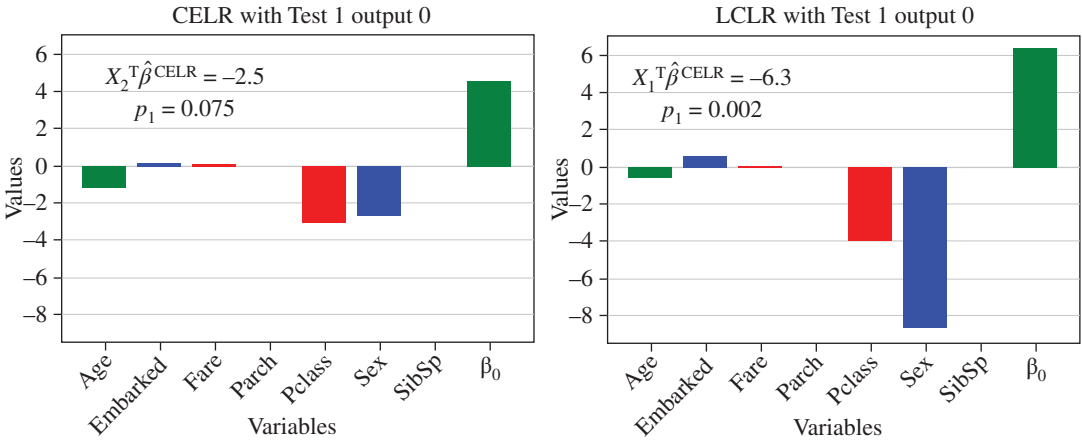 CELR with Test 1 output 0
X₂ᵀβ̂ᶜᴱᴸᴿ = –2.5
p₁ = 0.075
6
4
2
0
–2
–4
–6
–8
Values
Age
Embarked
Fare
Parch
Pclass
Sex
SibSp
β₀
Variables
LCLR with Test 1 output 0
X₁ᵀβ̂ᶜᴱᴸᴿ = –6.3
p₁ = 0.002
6
4
2
0
–2
–4
–6
–8
Values
Age
Embarked
Fare
Parch
Pclass
Sex
SibSp
β₀
Variables